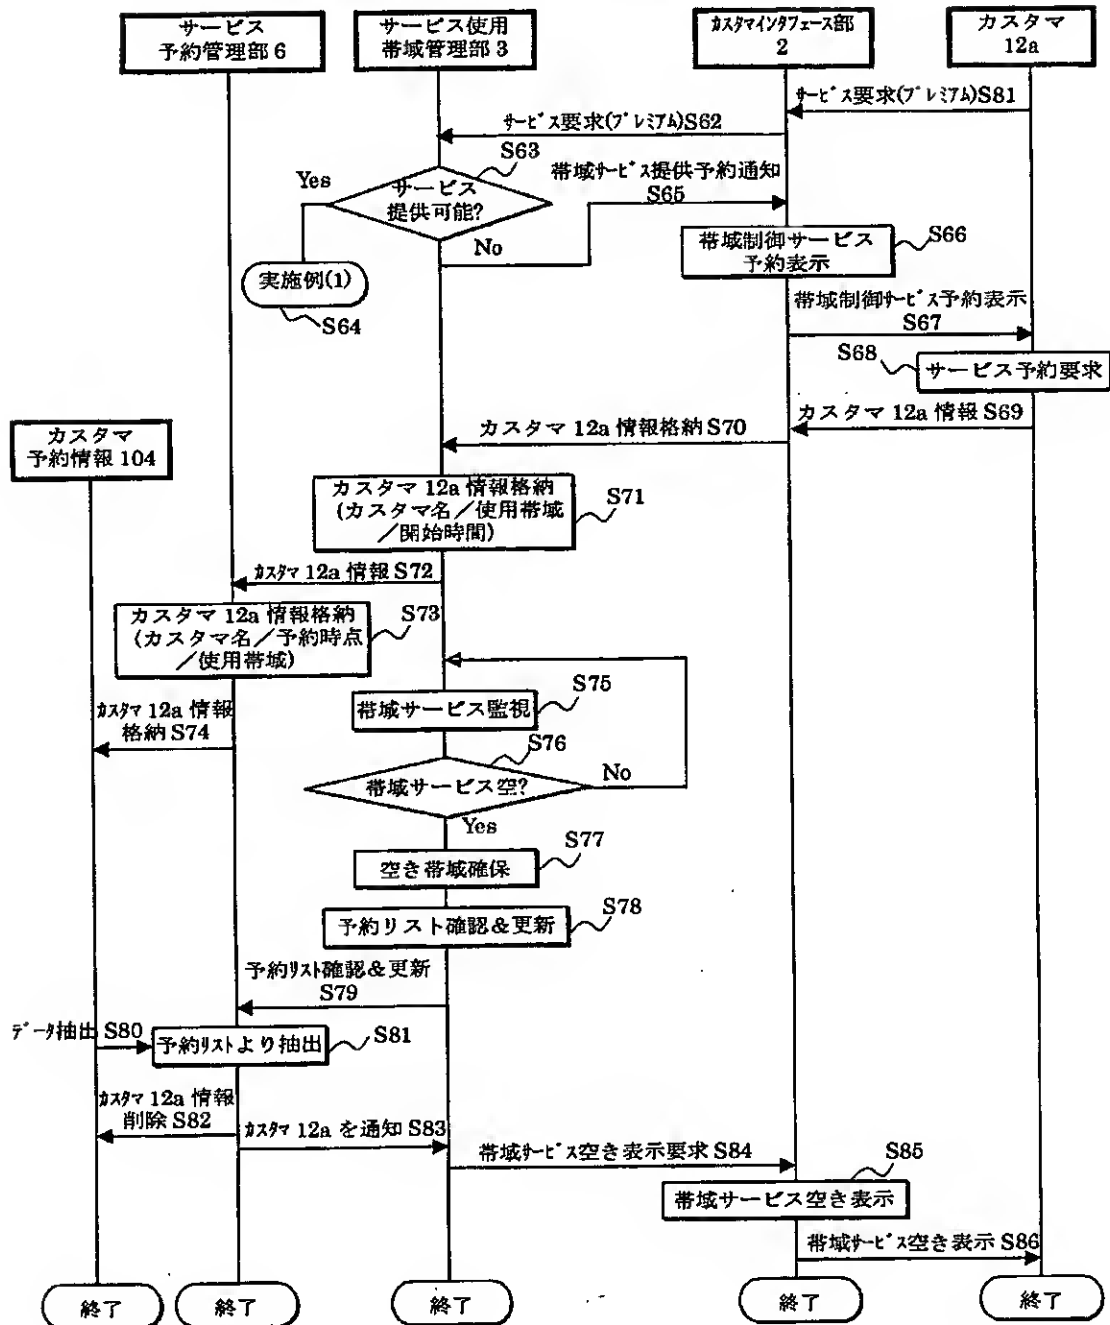 サービス
予約管理部 6
サービス使用
帯域管理部 3
カスタマインタフェース部
2
カスタマ
12a
サービス要求(プレミアム)S81
サービス要求(プレミアム)S62
S63
帯域サービス提供予約通知
S65
Yes
サービス
提供可能?
No
帯域制御サービス
予約表示
S66
実施例(1)
S64
帯域制御サービス予約表示
S67
S68
サービス予約要求
カスタマ 12a 情報 S69
カスタマ 12a 情報格納 S70
カスタマ
予約情報 104
カスタマ 12a 情報格納
(カスタマ名/使用帯域
/開始時間)
S71
カスタマ 12a 情報 S72
カスタマ 12a 情報格納
(カスタマ名/予約時点
/使用帯域)
S73
カスタマ 12a 情報
格納 S74
S75
帯域サービス監視
S76
帯域サービス空?
No
Yes
空き帯域確保
S77
予約リスト確認&更新
S78
予約リスト確認&更新
S79
データ抽出 S80
予約リストより抽出
S81
カスタマ 12a 情報
削除 S82
カスタマ 12a を通知 S83
帯域サービス空き表示要求 S84
S85
帯域サービス空き表示
帯域サービス空き表示 S86
終了
終了
終了
終了
終了